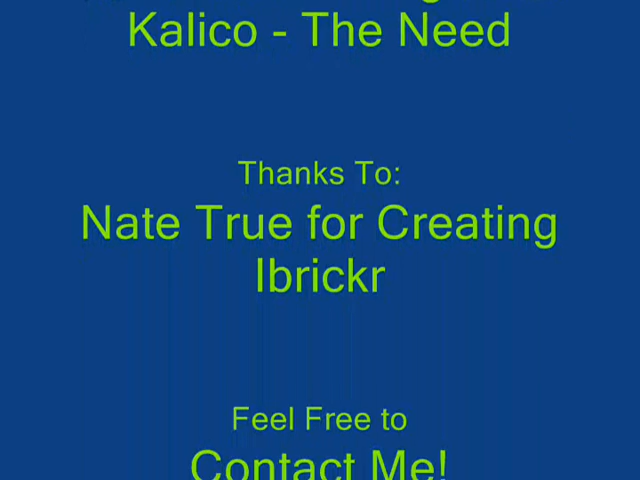 Kalico - The Need
Thanks To:
Nate True for Creating
Ibrickr
Feel Free to
Contact Me!